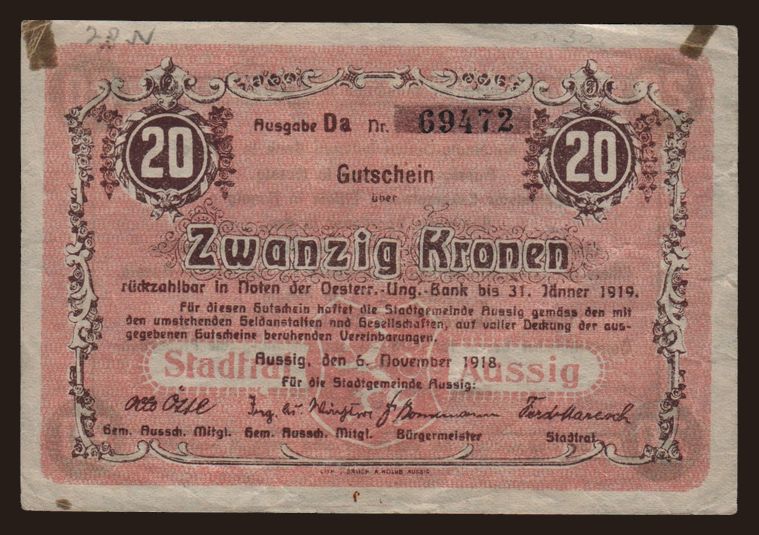 28 N
Ausgabe Da Nr. 69472
20 20
Gutschein
über
Zwanzig Kronen
rückzahlbar in Noten der Oesterr.-Ung.-Bank bis 31. Jänner 1919.
Für diesen Gutschein haftet die Stadtgemeinde Aussig gemäss den mit
den umstehenden Geldanstalten und Gesellschaften, auf voller Deckung der aus-
gegebenen Gutscheine beruhenden Vereinbarungen.
Stadtrat Aussig
Aussig, den 6. November 1918.
Für die Stadtgemeinde Aussig:
Gem. Aussch. Mitgl. Gem. Aussch. Mitgl. Bürgermeister Stadtrat
DRUCK A. AUSSIG